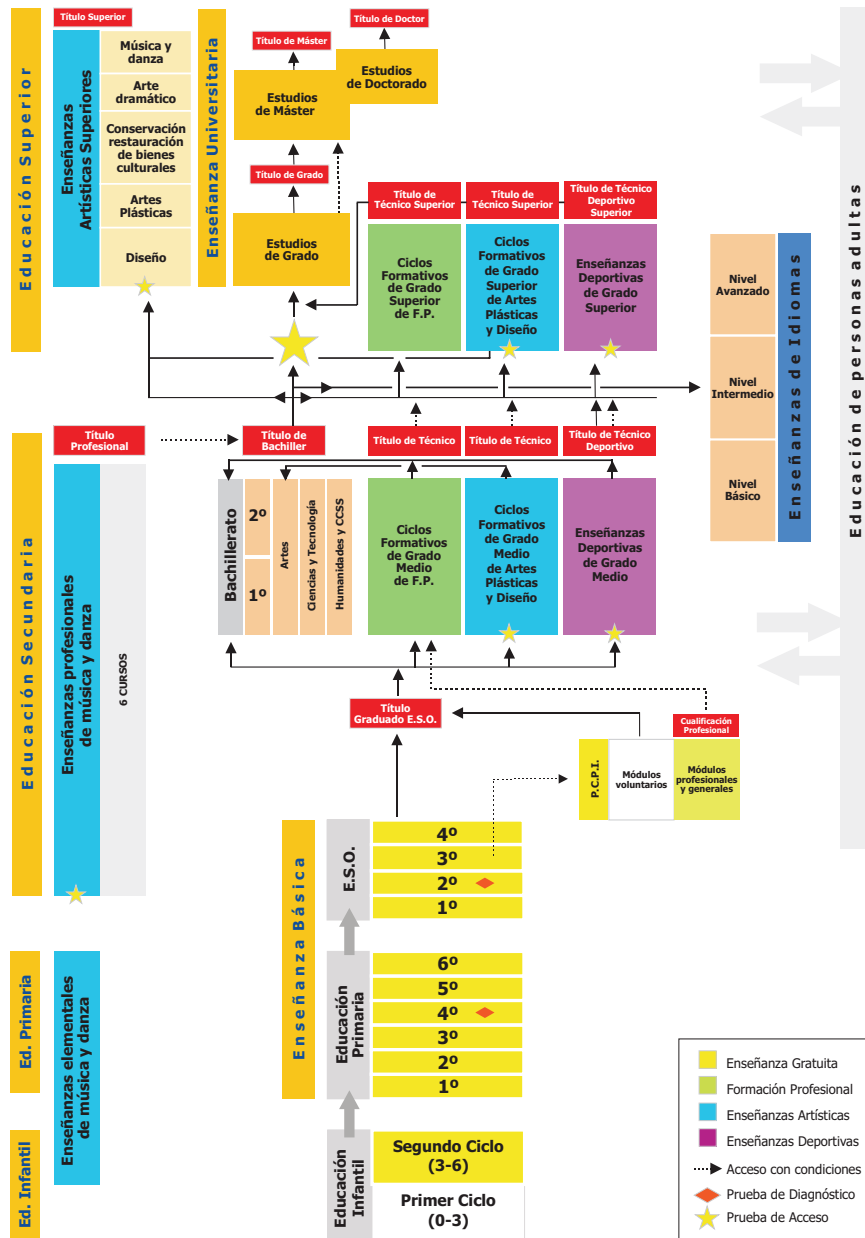 Educación Superior
Título Superior
Enseñanzas
Artísticas Superiores
Música y
danza
Arte
dramático
Conservación
restauración
de bienes
culturales
Artes
Plásticas
Diseño
Enseñanza Universitaria
Título de Doctor
Título de Máster
Estudios
de Doctorado
Estudios
de Máster
Título de Grado
Estudios
de Grado
Título de
Técnico Superior
Título de
Técnico Superior
Título de Técnico
Deportivo
Superior
Ciclos
Formativos
de Grado
Superior
de F.P.
Ciclos
Formativos
de Grado
Superior
de Artes
Plásticas
y Diseño
Enseñanzas
Deportivas
de Grado
Superior
Nivel
Avanzado
Nivel
Intermedio
Nivel
Básico
Enseñanzas de Idiomas
Educación de personas adultas
Educación Secundaria
Título
Profesional
Título de
Bachiller
Título de Técnico
Título de Técnico
Título de Técnico
Deportivo
Enseñanzas profesionales
de música y danza
6 CURSOS
Bachillerato
2º
1º
Artes
Ciencias y Tecnología
Humanidades y CCSS
Ciclos
Formativos
de Grado
Medio
de F.P.
Ciclos
Formativos
de Grado
Medio
de Artes
Plásticas
y Diseño
Enseñanzas
Deportivas
de Grado
Medio
Título
Graduado E.S.O.
Cualificación
Profesional
P.C.P.I.
Módulos
voluntarios
Módulos
profesionales
y generales
Enseñanza Básica
E.S.O.
4º
3º
2º
1º
Ed. Primaria
Enseñanzas elementales
de música y danza
Educación
Primaria
6º
5º
4º
3º
2º
1º
Ed. Infantil
Educación
Infantil
Segundo Ciclo
(3-6)
Primer Ciclo
(0-3)
Enseñanza Gratuita
Formación Profesional
Enseñanzas Artísticas
Enseñanzas Deportivas
Acceso con condiciones
Prueba de Diagnóstico
Prueba de Acceso